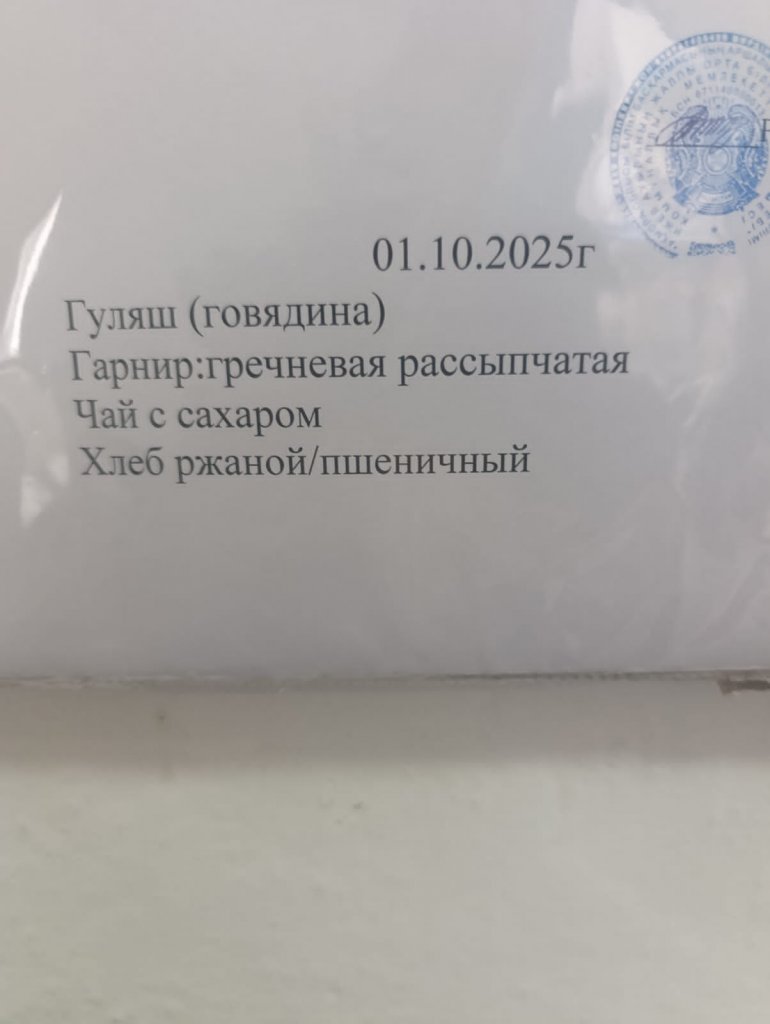 01.10.2025г
Гуляш (говядина)
Гарнир:гречневая рассыпчатая
Чай с сахаром
Хлеб ржаной/пшеничный